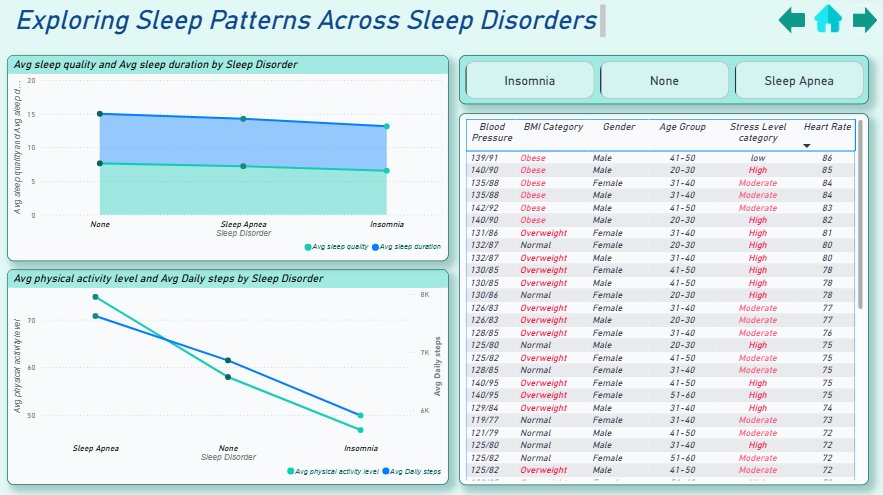 Exploring Sleep Patterns Across Sleep Disorders
Avg sleep quality and Avg sleep duration by Sleep Disorder
Avg sleep quality and Avg sleep d...
20
15
10
5
0
None
Sleep Apnea
Insomnia
Sleep Disorder
Avg sleep quality
Avg sleep duration
Avg physical activity level and Avg Daily steps by Sleep Disorder
Avg physical activity level
70
60
50
8K
7K
6K
Avg Daily steps
Sleep Apnea
None
Insomnia
Sleep Disorder
Avg physical activity level
Avg Daily steps
Insomnia
None
Sleep Apnea
Blood Pressure BMI Category Gender Age Group Stress Level category Heart Rate
139/91 Obese Male 41-50 low 86
140/90 Obese Male 20-30 High 85
135/88 Obese Female 31-40 Moderate 84
135/88 Obese Male 31-40 Moderate 84
142/92 Obese Male 41-50 Moderate 83
140/90 Obese Male 20-30 High 82
131/86 Overweight Female 31-40 High 81
132/87 Normal Female 20-30 High 80
132/87 Overweight Male 31-40 High 80
130/85 Overweight Female 41-50 High 78
130/85 Overweight Male 41-50 High 78
130/86 Normal Female 20-30 High 78
126/83 Overweight Female 31-40 Moderate 77
126/83 Overweight Male 20-30 Moderate 77
128/85 Overweight Female 31-40 Moderate 76
125/80 Normal Male 20-30 High 75
125/82 Overweight Female 41-50 Moderate 75
128/85 Normal Female 31-40 Moderate 75
140/95 Overweight Female 41-50 High 75
140/95 Overweight Female 51-60 High 75
129/84 Overweight Male 31-40 High 74
119/77 Normal Female 31-40 Moderate 73
121/79 Normal Male 41-50 Moderate 72
125/80 Normal Male 31-40 High 72
125/82 Normal Female 51-60 Moderate 72
125/82 Overweight Male 41-50 Moderate 72